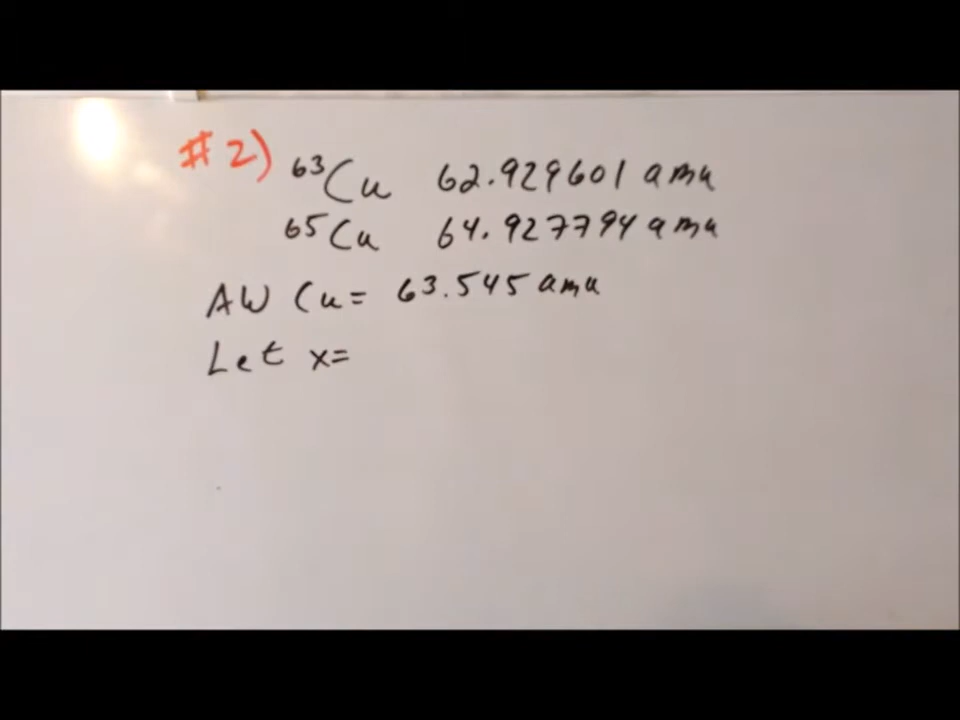 #2) ⁶³Cu 62.929601 amu
⁶⁵Cu 64.927794 amu
AW Cu= 63.545 amu
Let x=